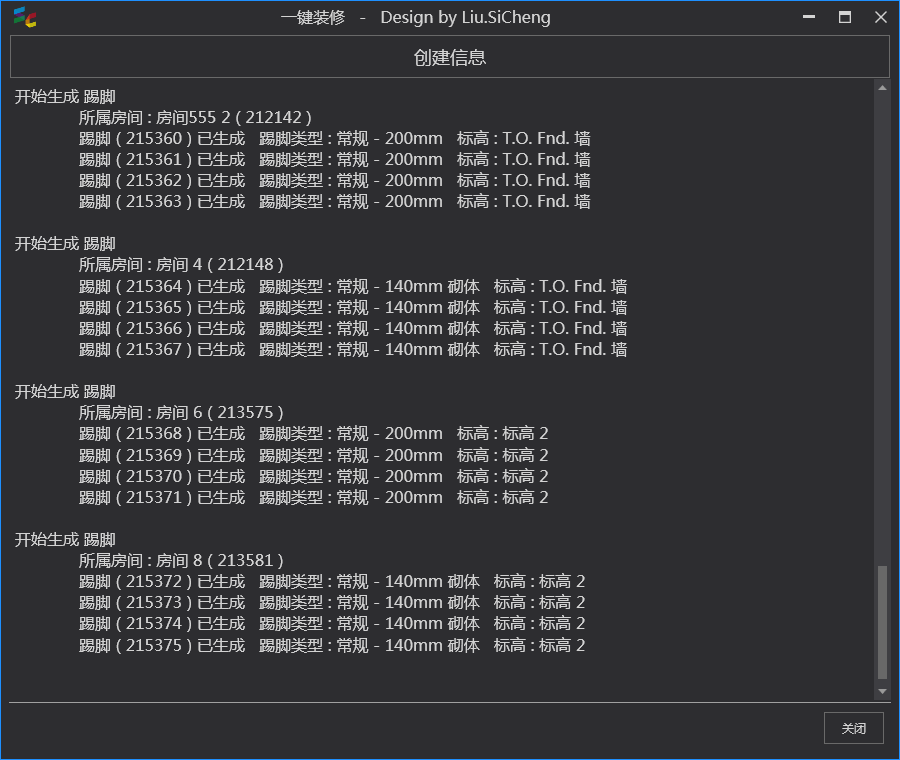 一键装修 - Design by Liu.SiCheng
创建信息
开始生成 踢脚
所属房间 : 房间555 2 ( 212142 )
踢脚 ( 215360 ) 已生成 踢脚类型 : 常规 - 200mm 标高 : T.O. Fnd. 墙
踢脚 ( 215361 ) 已生成 踢脚类型 : 常规 - 200mm 标高 : T.O. Fnd. 墙
踢脚 ( 215362 ) 已生成 踢脚类型 : 常规 - 200mm 标高 : T.O. Fnd. 墙
踢脚 ( 215363 ) 已生成 踢脚类型 : 常规 - 200mm 标高 : T.O. Fnd. 墙
开始生成 踢脚
所属房间 : 房间 4 ( 212148 )
踢脚 ( 215364 ) 已生成 踢脚类型 : 常规 - 140mm 砌体 标高 : T.O. Fnd. 墙
踢脚 ( 215365 ) 已生成 踢脚类型 : 常规 - 140mm 砌体 标高 : T.O. Fnd. 墙
踢脚 ( 215366 ) 已生成 踢脚类型 : 常规 - 140mm 砌体 标高 : T.O. Fnd. 墙
踢脚 ( 215367 ) 已生成 踢脚类型 : 常规 - 140mm 砌体 标高 : T.O. Fnd. 墙
开始生成 踢脚
所属房间 : 房间 6 ( 213575 )
踢脚 ( 215368 ) 已生成 踢脚类型 : 常规 - 200mm 标高 : 标高 2
踢脚 ( 215369 ) 已生成 踢脚类型 : 常规 - 200mm 标高 : 标高 2
踢脚 ( 215370 ) 已生成 踢脚类型 : 常规 - 200mm 标高 : 标高 2
踢脚 ( 215371 ) 已生成 踢脚类型 : 常规 - 200mm 标高 : 标高 2
开始生成 踢脚
所属房间 : 房间 8 ( 213581 )
踢脚 ( 215372 ) 已生成 踢脚类型 : 常规 - 140mm 砌体 标高 : 标高 2
踢脚 ( 215373 ) 已生成 踢脚类型 : 常规 - 140mm 砌体 标高 : 标高 2
踢脚 ( 215374 ) 已生成 踢脚类型 : 常规 - 140mm 砌体 标高 : 标高 2
踢脚 ( 215375 ) 已生成 踢脚类型 : 常规 - 140mm 砌体 标高 : 标高 2
关闭